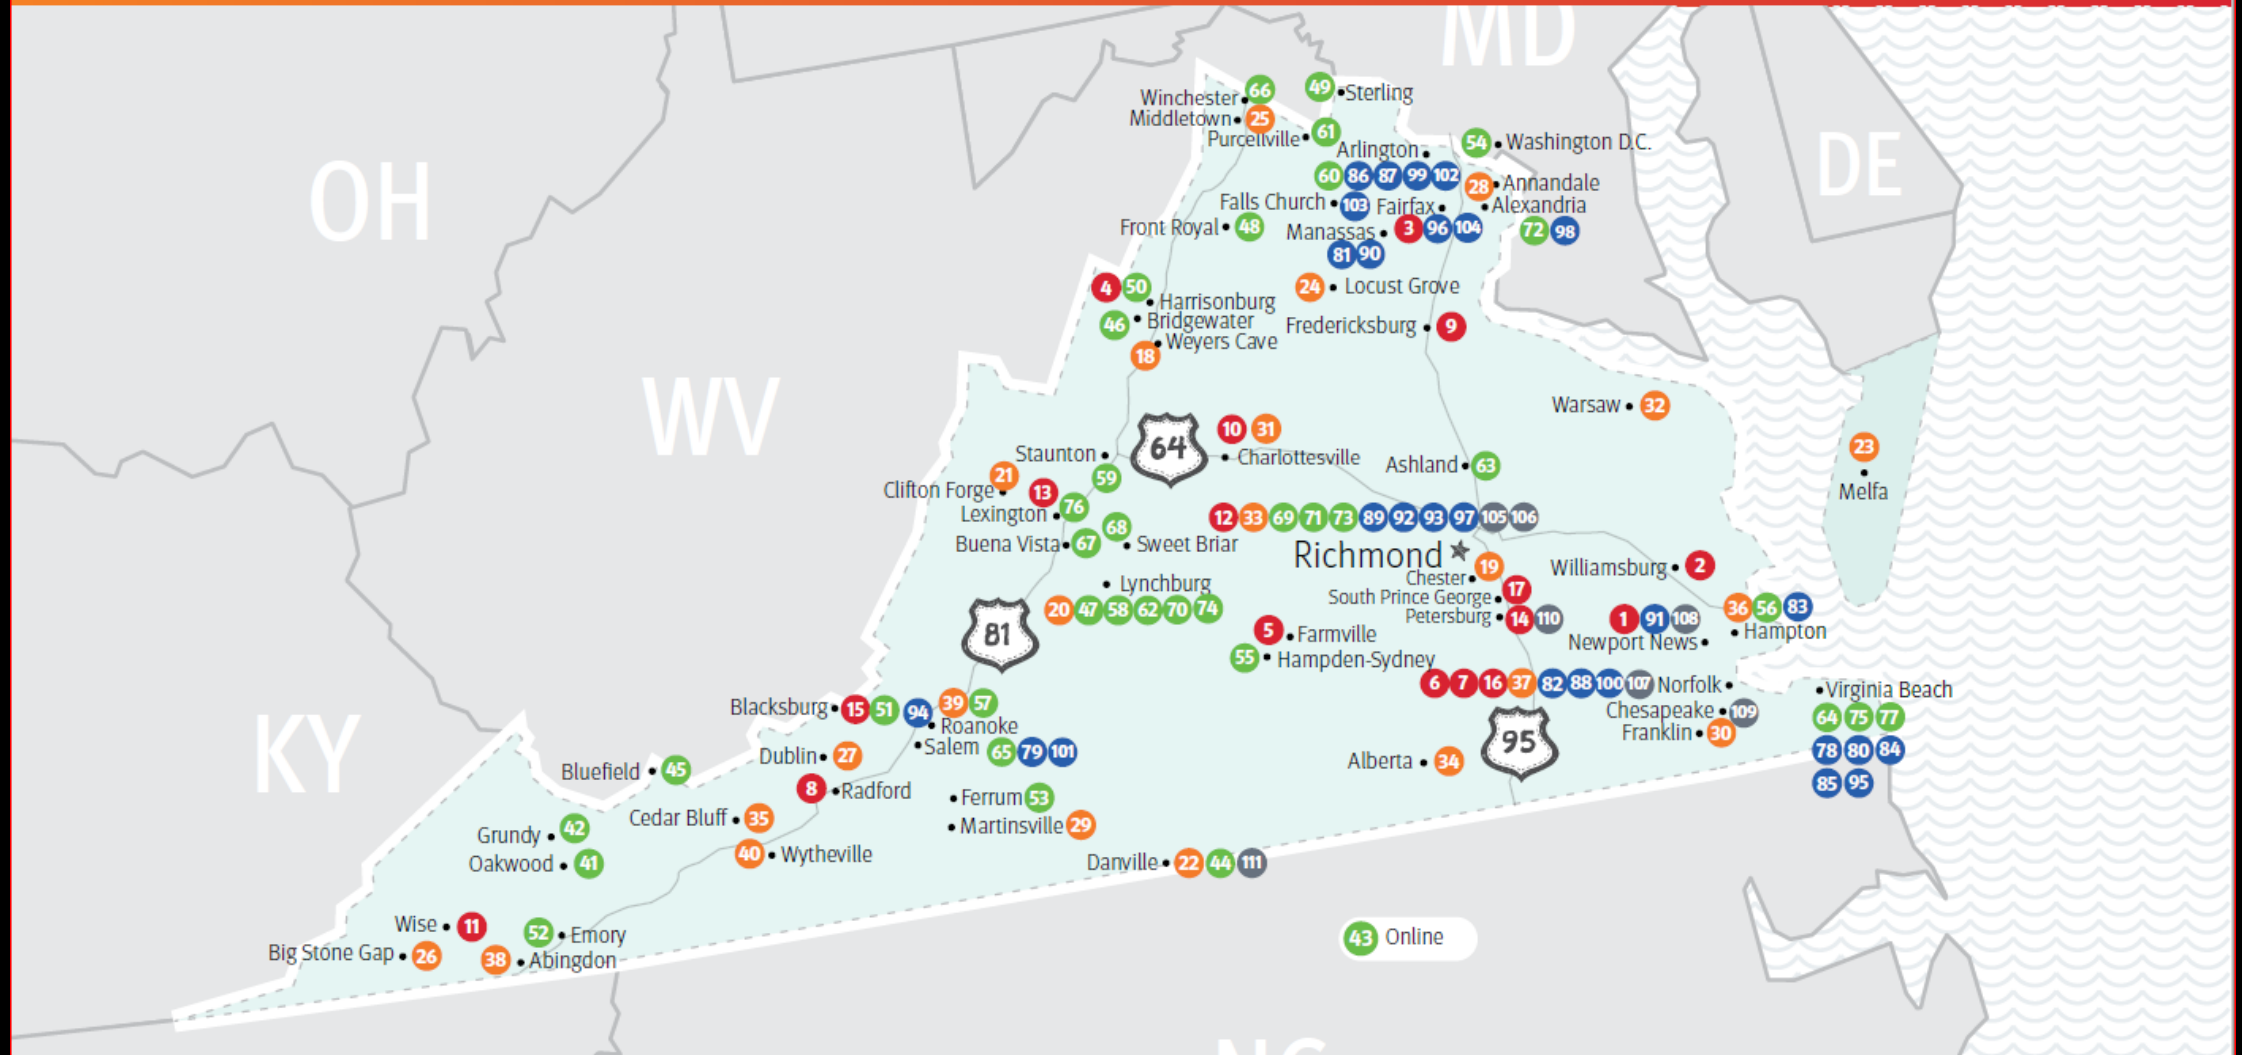 MD
OH
WV
KY
DE
66
49
Winchester
Sterling
Middletown
25
Purcellville
61
54
Washington D.C.
Arlington
60 86 87 99 102
28
Annandale
Falls Church
103
Fairfax
Alexandria
Front Royal
48
Manassas
3 96 104
72 98
81 90
4 50
24
Locust Grove
Harrisonburg
46
Bridgewater
Fredericksburg
9
Weyers Cave
18
Warsaw
32
64
10 31
23
Staunton
Charlottesville
Ashland
63
Melfa
21
59
Clifton Forge
13
76
Lexington
68
12 33 69 71 73 89 92 93 97 105 106
Buena Vista
67
Sweet Briar
Richmond
19
Williamsburg
2
Chester
Lynchburg
17
South Prince George
20 47 58 62 70 74
Petersburg
14 110
1 91 108
36 56 83
81
5
Farmville
Newport News
Hampton
55
Hampden-Sydney
6 7 16 37 82 88 100 107
Norfolk
Virginia Beach
Blacksburg
15 51
94
39 57
Chesapeake
109
64 75 77
Roanoke
Franklin
30
Salem
65 79 101
95
78 80 84
Dublin
27
Alberta
34
85 95
Bluefield
45
8
Radford
Ferrum
53
Cedar Bluff
35
Martinsville
29
Grundy
42
40
Wytheville
Oakwood
41
Danville
22 44 111
Wise
11
52
Emory
43
Online
Big Stone Gap
26
38
Abingdon
NC